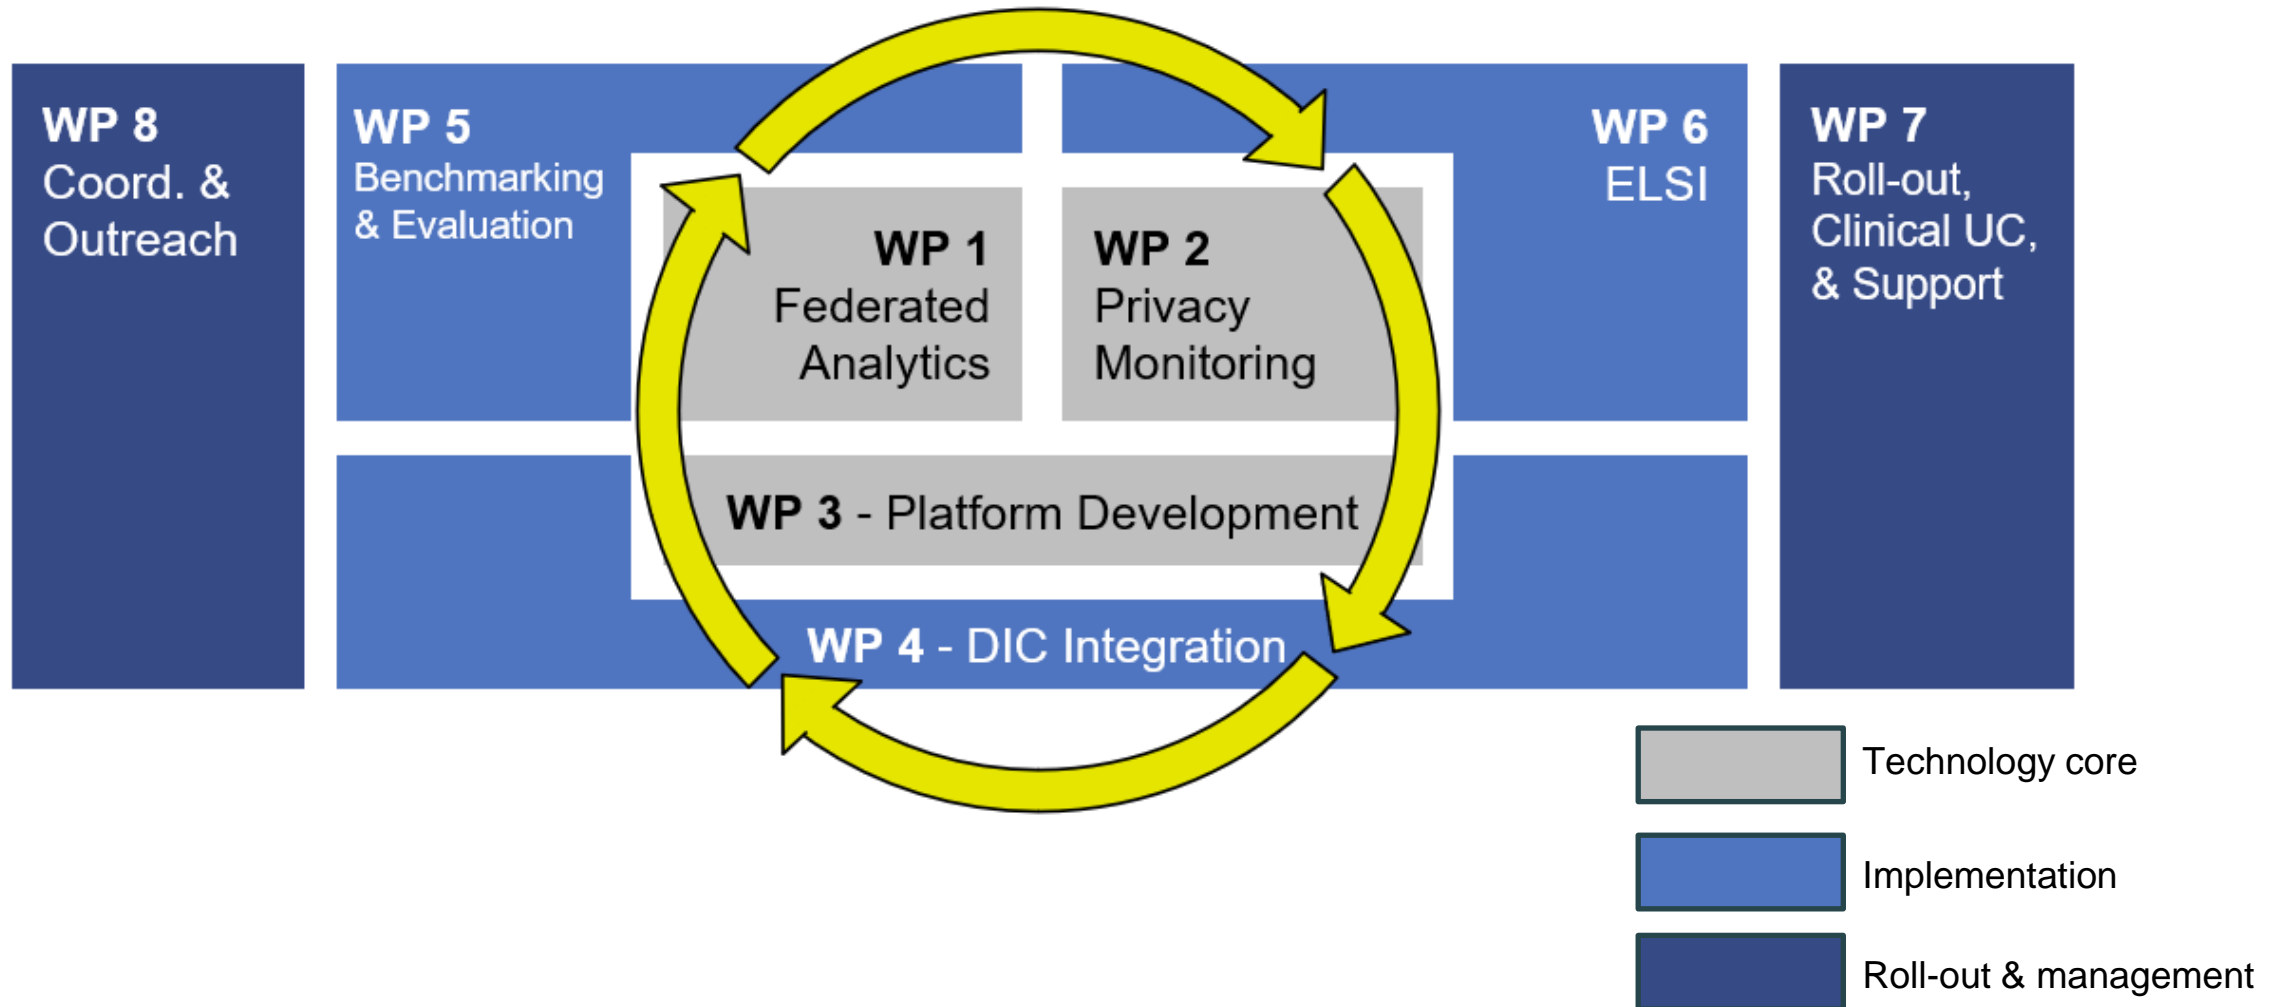 WP 8
Coord. &
Outreach
WP 5
Benchmarking
& Evaluation
WP 1
Federated
Analytics
WP 2
Privacy
Monitoring
WP 6
ELSI
WP 7
Roll-out,
Clinical UC,
& Support
WP 3 - Platform Development
WP 4 - DIC Integration
Technology core
Implementation
Roll-out & management